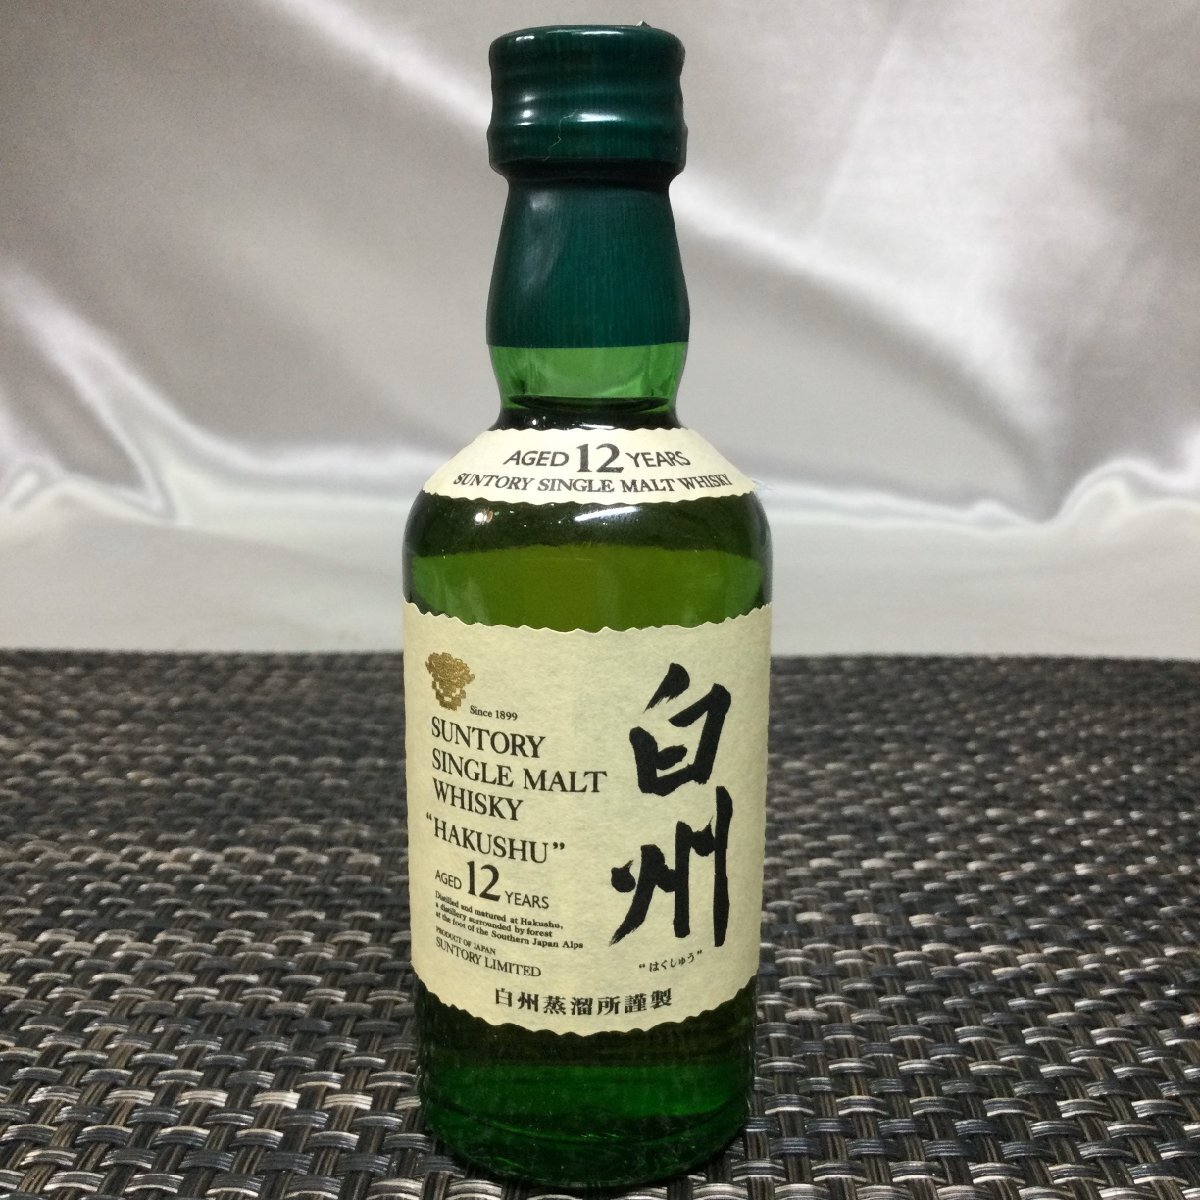 AGED 12 YEARS
SUNTORY SINGLE MALT WHISKY
Since 1899
SUNTORY
SINGLE MALT
WHISKY
“HAKUSHU”
AGED 12 YEARS
Distilled and matured at Hakushu,
a distillery surrounded by forest
at the foot of the Southern Japan Alps
PRODUCT OF JAPAN
SUNTORY LIMITED
白州
“はくしゅう”
白州蒸溜所謹製